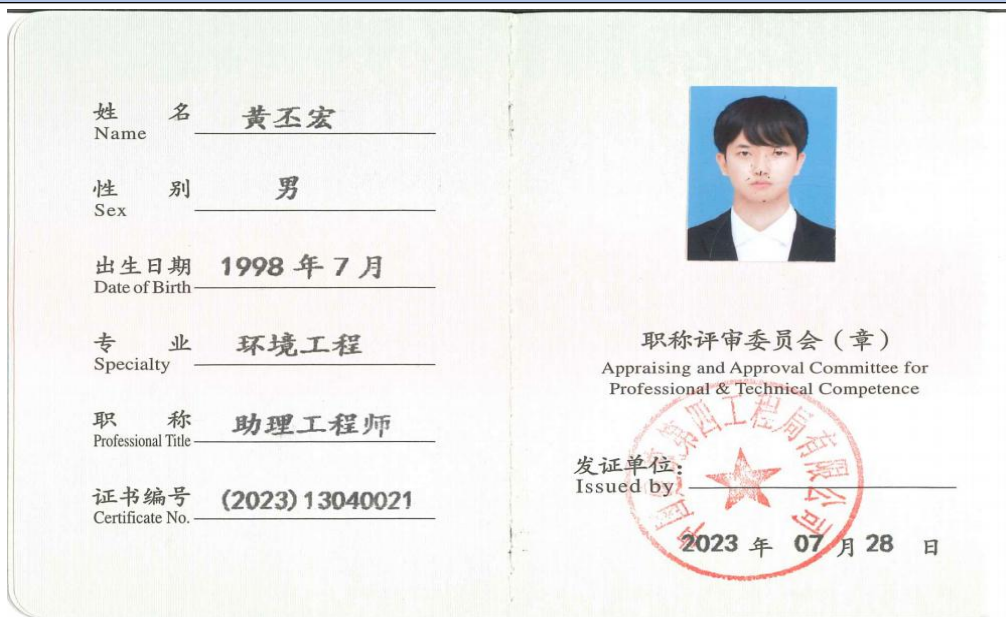 姓名 黄丕宏
Name
性别 男
Sex
出生日期 1998 年 7 月
Date of Birth
专业 环境工程
Specialty
职称 助理工程师
Professional Title
证书编号 (2023)13040021
Certificate No.
职称评审委员会（章）
Appraising and Approval Committee for
Professional & Technical Competence
第四工程局有限公司
发证单位：
Issued by
2023 年 07 月 28 日